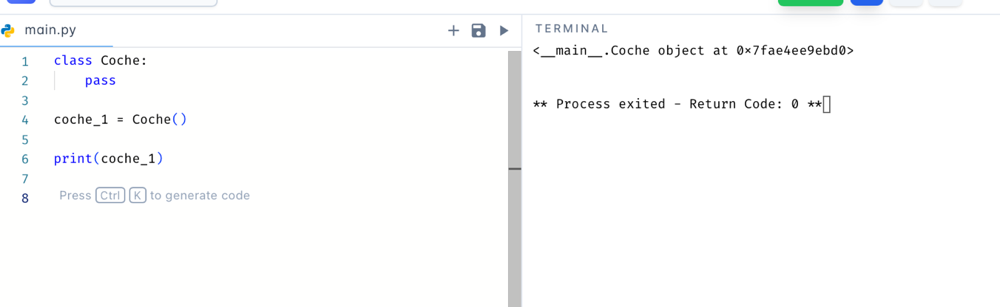 main.py
1 class Coche:
2     pass
3
4 coche_1 = Coche()
5
6 print(coche_1)
7
8 Press Ctrl K to generate code
TERMINAL
<__main__.Coche object at 0x7fae4ee9ebd0>
** Process exited - Return Code: 0 **